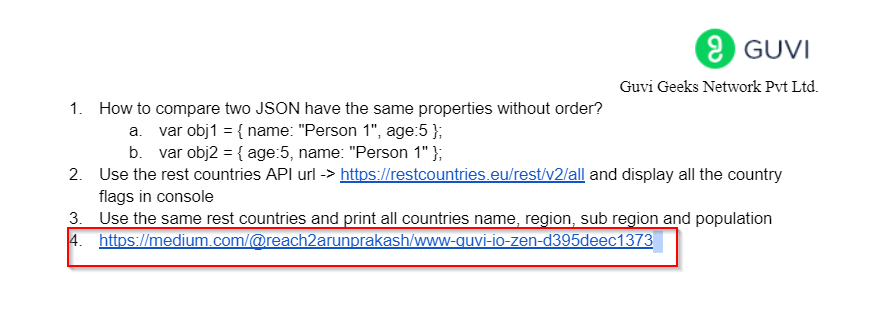 GUVI
Guvi Geeks Network Pvt Ltd.
1. How to compare two JSON have the same properties without order?
a. var obj1 = { name: "Person 1", age:5 };
b. var obj2 = { age:5, name: "Person 1" };
2. Use the rest countries API url -> https://restcountries.eu/rest/v2/all and display all the country
flags in console
3. Use the same rest countries and print all countries name, region, sub region and population
4. https://medium.com/@reach2arunprakash/www-guvi-io-zen-d395deec1373